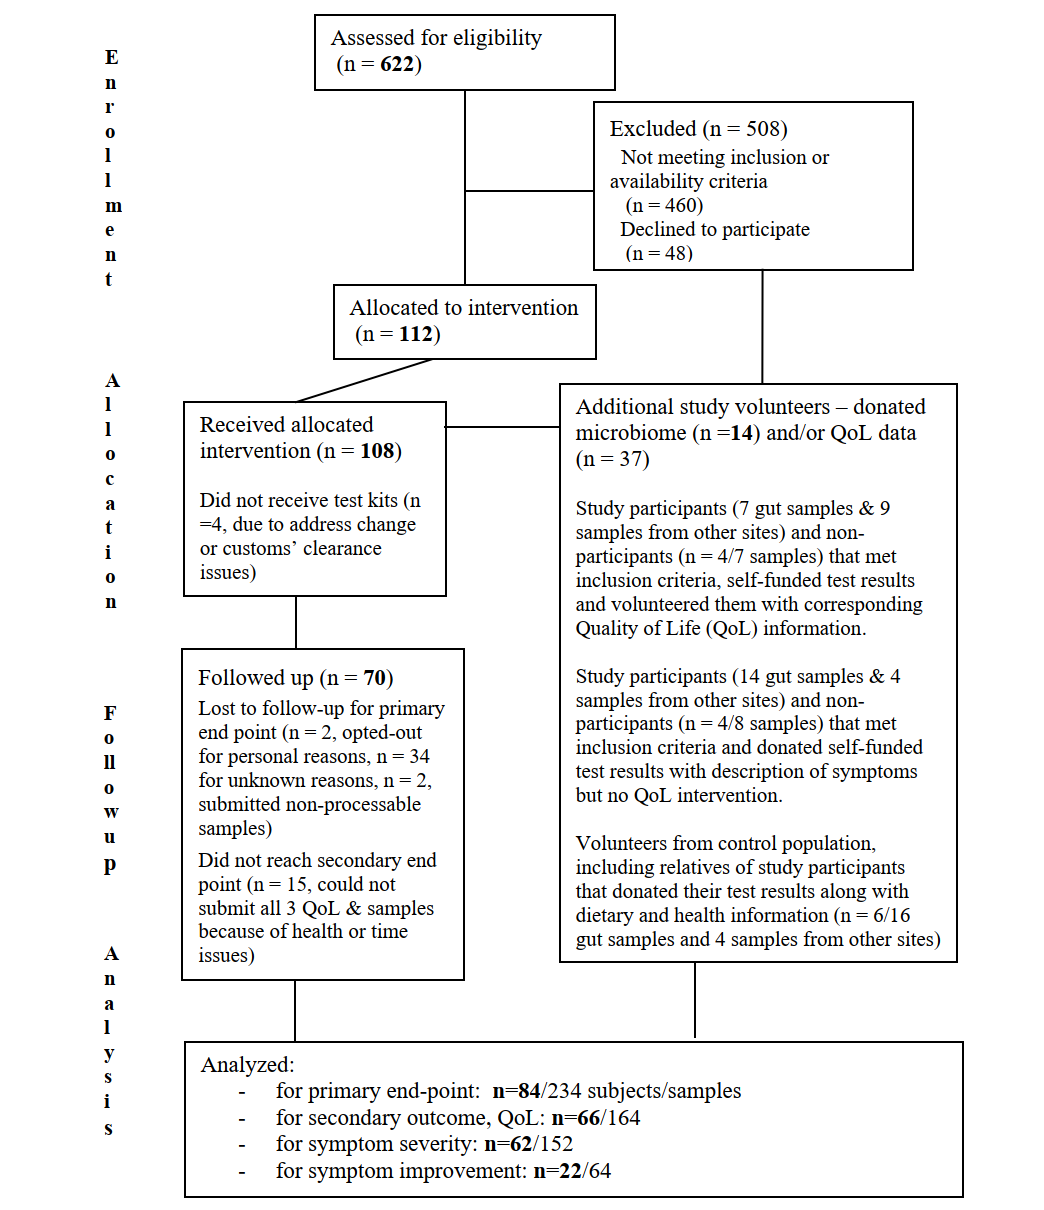 Enrollment
Assessed for eligibility
(n = 622)
Excluded (n = 508)
Not meeting inclusion or
availability criteria
(n = 460)
Declined to participate
(n = 48)
Allocated to intervention
(n = 112)
Allocation
Received allocated
intervention (n = 108)
Did not receive test kits (n
=4, due to address change
or customs’ clearance
issues)
Additional study volunteers – donated
microbiome (n =14) and/or QoL data
(n = 37)
Study participants (7 gut samples & 9
samples from other sites) and non-
participants (n = 4/7 samples) that met
inclusion criteria, self-funded test results
and volunteered them with corresponding
Quality of Life (QoL) information.
Study participants (14 gut samples & 4
samples from other sites) and non-
participants (n = 4/8 samples) that met
inclusion criteria and donated self-funded
test results with description of symptoms
but no QoL intervention.
Volunteers from control population,
including relatives of study participants
that donated their test results along with
dietary and health information (n = 6/16
gut samples and 4 samples from other sites)
Followup
Followed up (n = 70)
Lost to follow-up for primary
end point (n = 2, opted-out
for personal reasons, n = 34
for unknown reasons, n = 2,
submitted non-processable
samples)
Did not reach secondary end
point (n = 15, could not
submit all 3 QoL & samples
because of health or time
issues)
Analysis
Analyzed:
- for primary end-point: n=84/234 subjects/samples
- for secondary outcome, QoL: n=66/164
- for symptom severity: n=62/152
- for symptom improvement: n=22/64